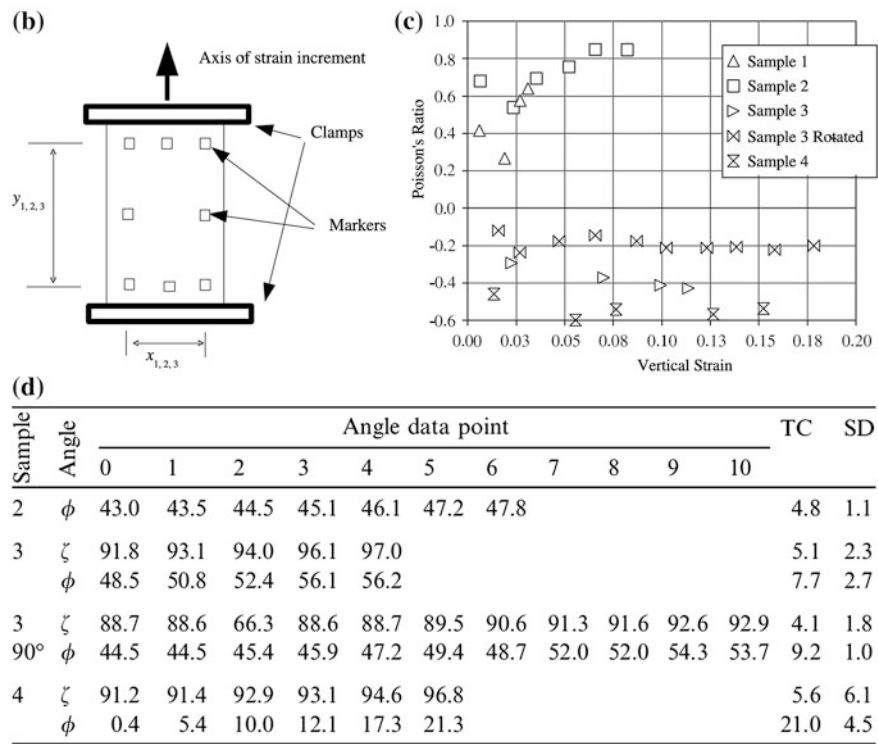 (b)
Axis of strain increment
Clamps
y1, 2, 3
Markers
x1, 2, 3
(c)
1.0
0.8
0.6
0.4
0.2
0.0
-0.2
-0.4
-0.6
Poisson's Ratio
0.00 0.03 0.05 0.08 0.10 0.13 0.15 0.18 0.20
Vertical Strain
Sample 1
Sample 2
Sample 3
Sample 3 Rotated
Sample 4
(d)
Sample Angle Angle data point TC SD
0 1 2 3 4 5 6 7 8 9 10
2 ϕ 43.0 43.5 44.5 45.1 46.1 47.2 47.8 4.8 1.1
3 ζ 91.8 93.1 94.0 96.1 97.0 5.1 2.3
ϕ 48.5 50.8 52.4 56.1 56.2 7.7 2.7
3 ζ 88.7 88.6 66.3 88.6 88.7 89.5 90.6 91.3 91.6 92.6 92.9 4.1 1.8
90° ϕ 44.5 44.5 45.4 45.9 47.2 49.4 48.7 52.0 52.0 54.3 53.7 9.2 1.0
4 ζ 91.2 91.4 92.9 93.1 94.6 96.8 5.6 6.1
ϕ 0.4 5.4 10.0 12.1 17.3 21.3 21.0 4.5